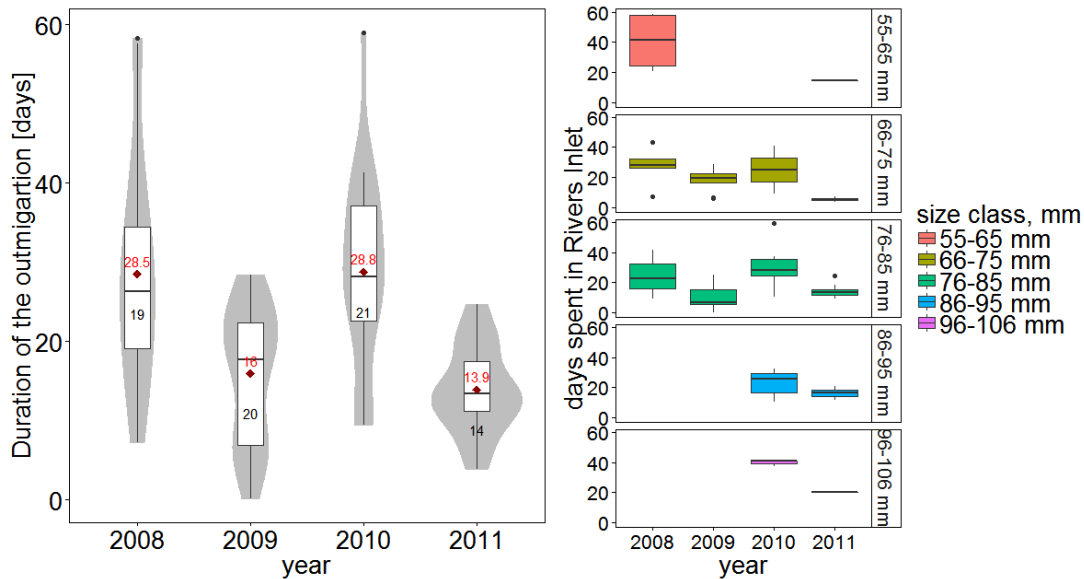 Duration of the outmigartion [days]
60
40
20
0
28.5
19
16
20
28.8
21
13.9
14
2008 2009 2010 2011
year
days spent in Rivers Inlet
60
40
20
0
55-65 mm
60
40
20
0
66-75 mm
60
40
20
0
76-85 mm
60
40
20
0
86-95 mm
60
40
20
0
96-106 mm
2008 2009 2010 2011
year
size class, mm
55-65 mm
66-75 mm
76-85 mm
86-95 mm
96-106 mm